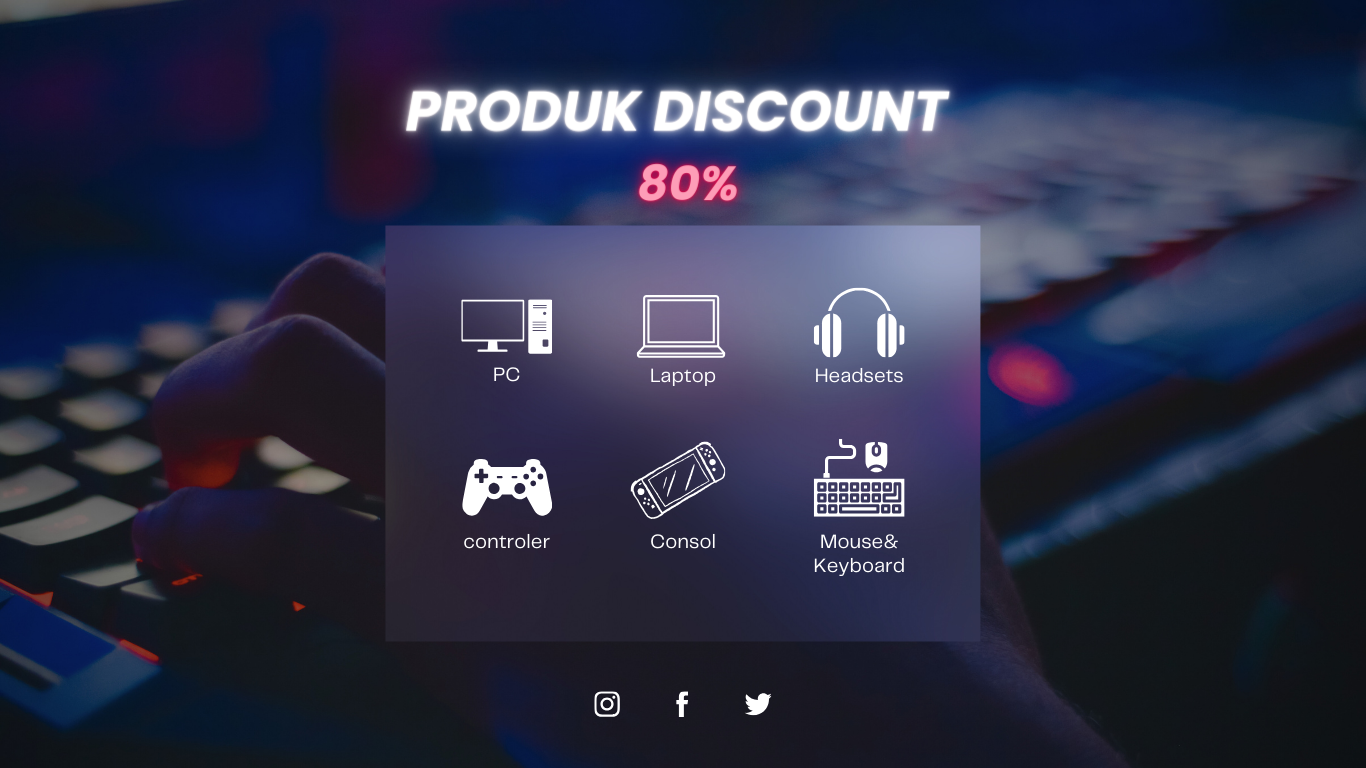 PRODUK DISCOUNT
80%
PC
Laptop
Headsets
controler
Consol
Mouse&
Keyboard